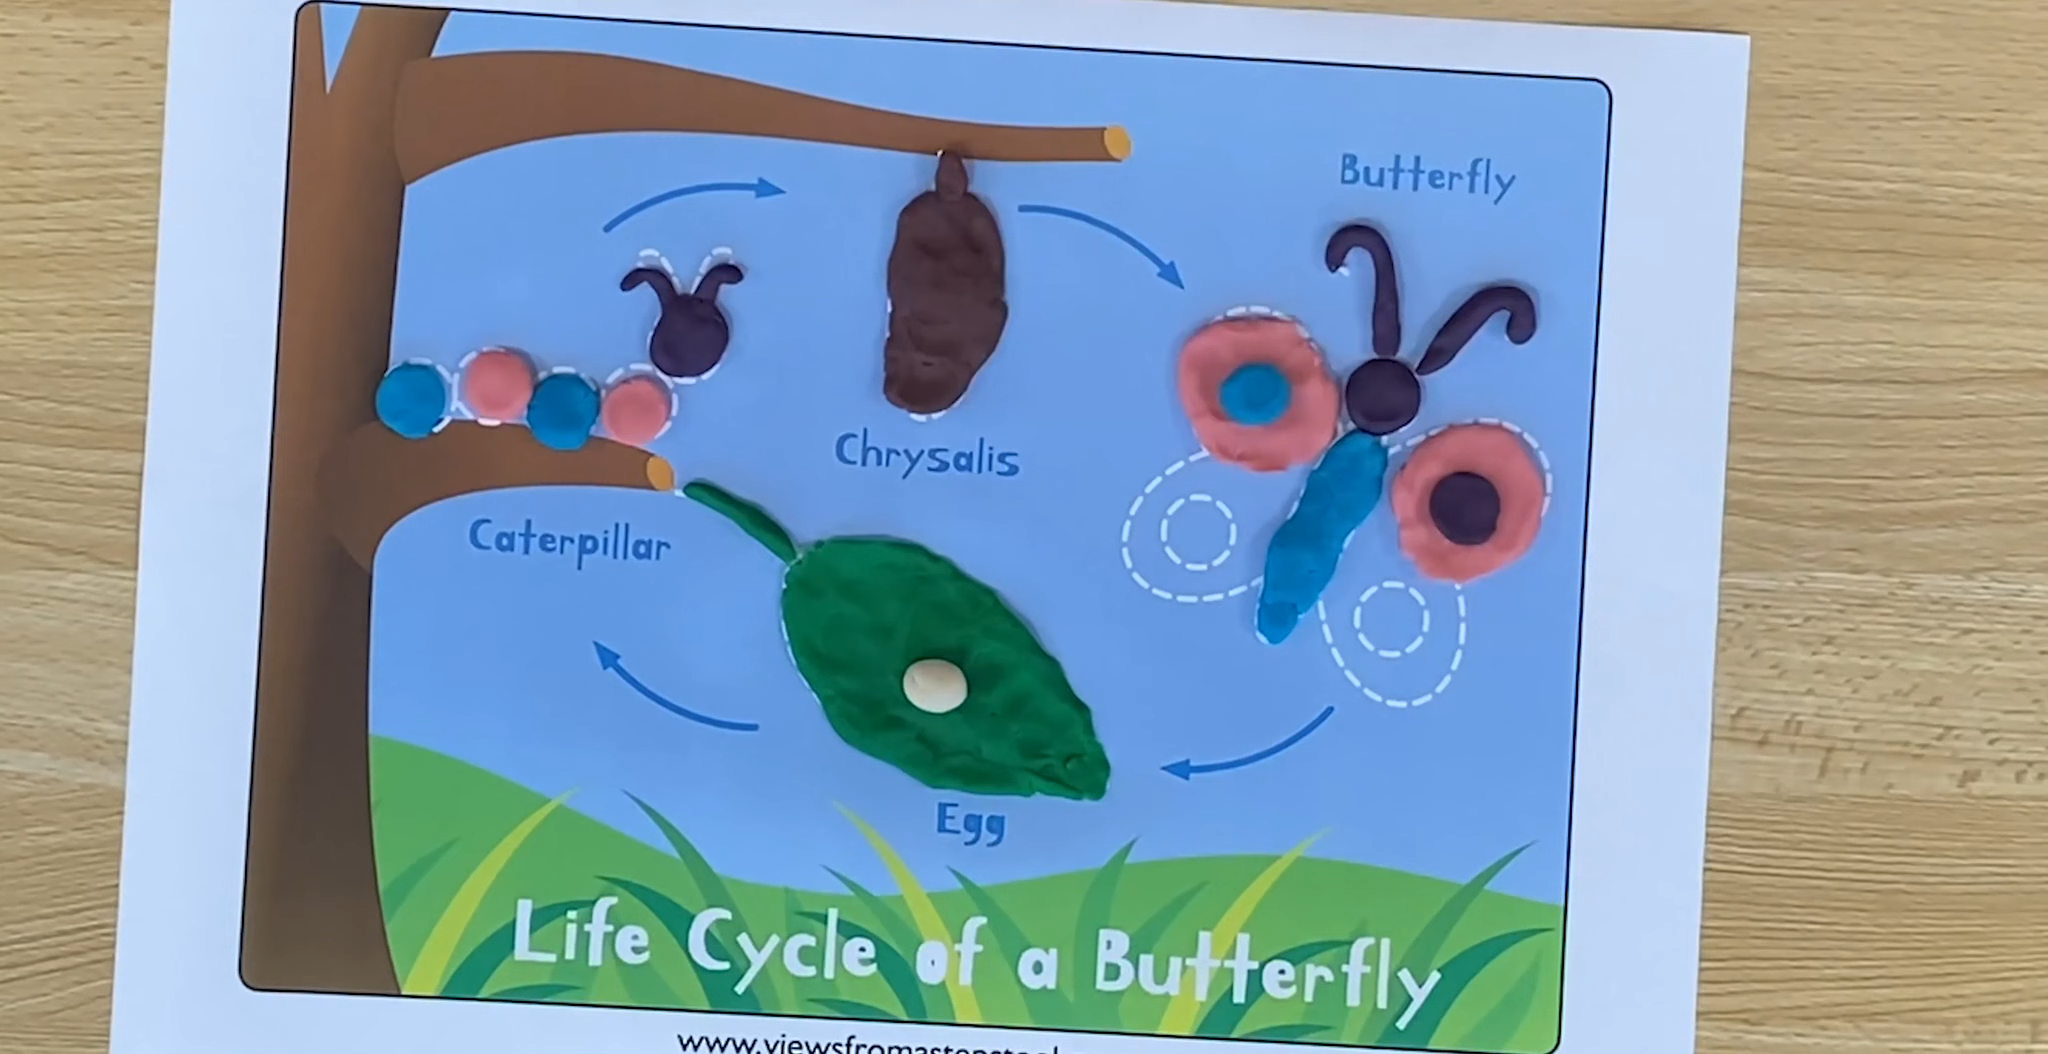 Butterfly
Chrysalis
Caterpillar
Egg
Life Cycle of a Butterfly